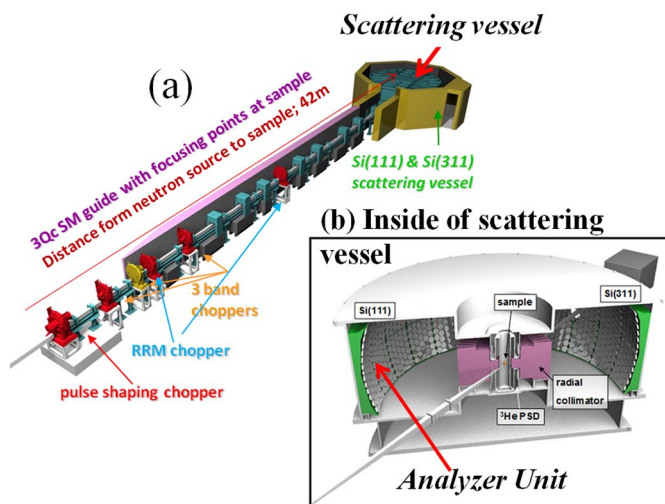 Scattering vessel
(a)
3Qc SM guide with focusing points at sample
Distance form neutron source to sample; 42m
Si(111) & Si(311)
scattering vessel
(b) Inside of scattering
vessel
3 band
choppers
RRM chopper
pulse shaping chopper
sample
Si(111)
Si(311)
radial
collimator
³He PSD
Analyzer Unit